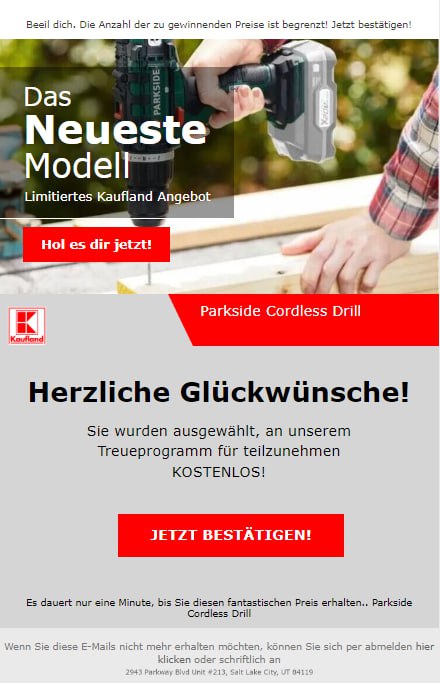 Beeil dich. Die Anzahl der zu gewinnenden Preise ist begrenzt! Jetzt bestätigen!
PARKSIDE
Das
Neueste
Modell
Limitiertes Kaufland Angebot
Hol es dir jetzt!
Kaufland
Parkside Cordless Drill
Herzliche Glückwünsche!
Sie wurden ausgewählt, an unserem
Treueprogramm für teilzunehmen
KOSTENLOS!
JETZT BESTÄTIGEN!
Es dauert nur eine Minute, bis Sie diesen fantastischen Preis erhalten.. Parkside
Cordless Drill
Wenn Sie diese E-Mails nicht mehr erhalten möchten, können Sie sich per abmelden hier
klicken oder schriftlich an
2943 Parkway Blvd Unit #213, Salt Lake City, UT 84119